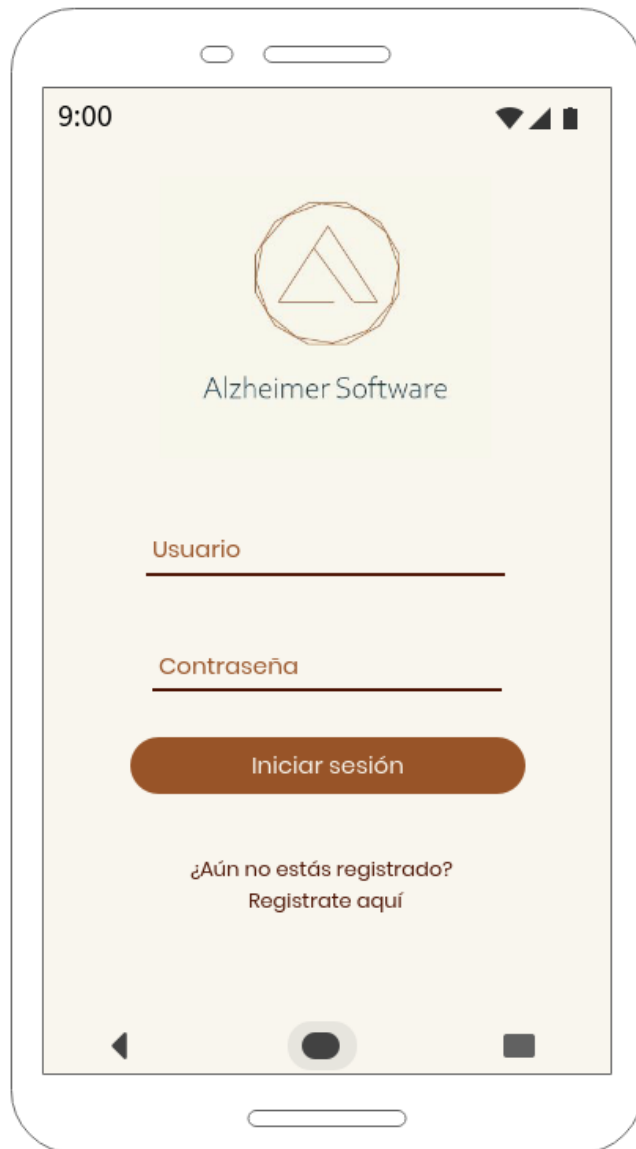 9:00
Alzheimer Software
Usuario
Contraseña
Iniciar sesión
¿Aún no estás registrado?
Registrate aquí